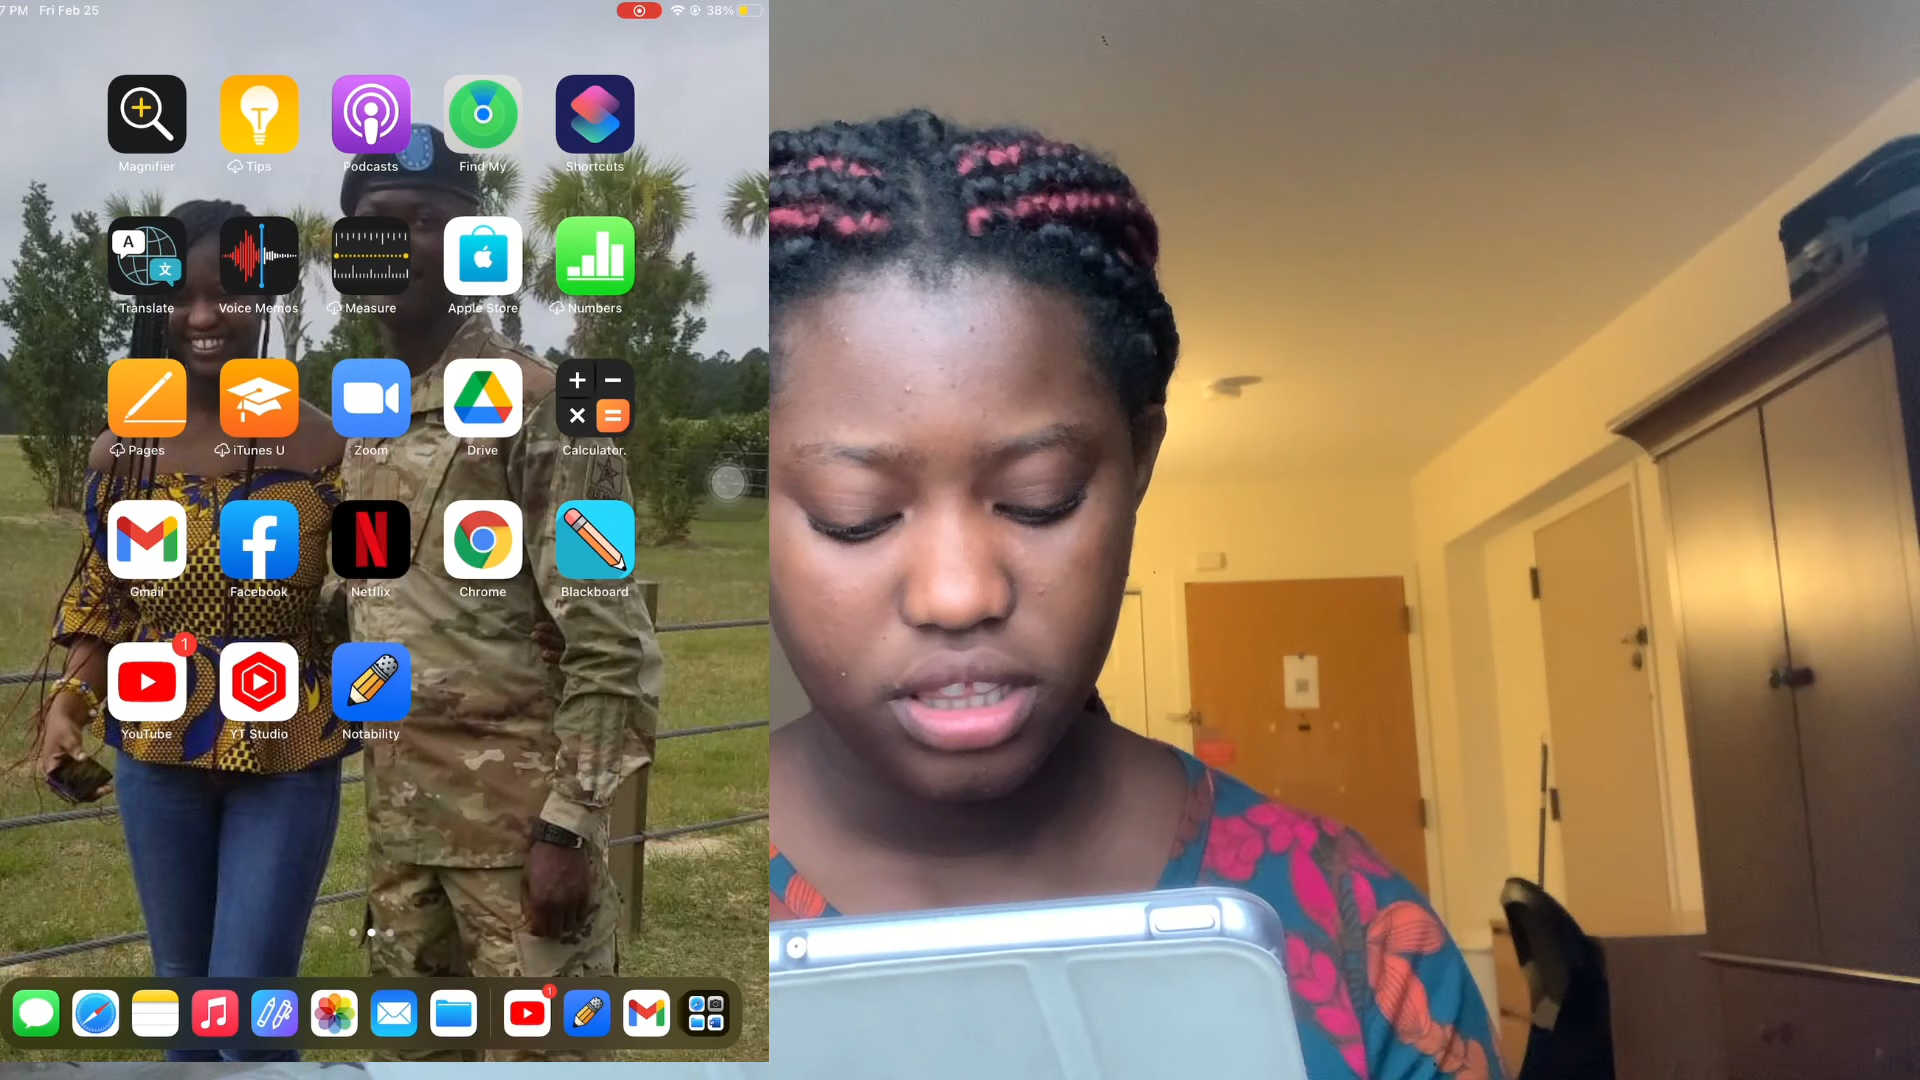 7 PM Fri Feb 25
38%
Magnifier
Tips
Podcasts
Find My
Shortcuts
A
文
Translate
Voice Memos
Measure
Apple Store
Numbers
Pages
iTunes U
Zoom
Drive
Calculator.
Gmail
Facebook
Netflix
Chrome
Blackboard
1
YouTube
YT Studio
Notability
1